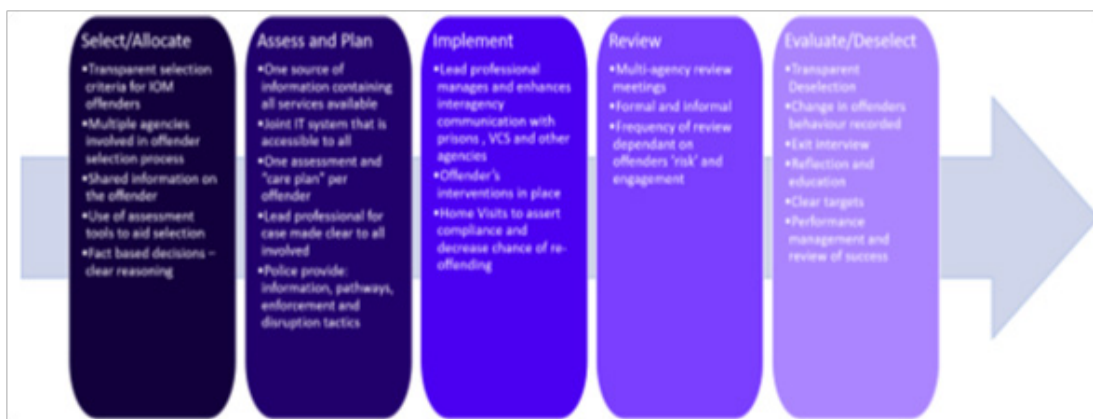 Select/Allocate
▪Transparent selection
criteria for IOM
offenders
▪Multiple agencies
involved in offender
selection process
▪Shared information on
the offender
▪Use of assessment
tools to aid selection
▪Fact based decisions –
clear reasoning
Assess and Plan
▪One source of
information containing
all services available
▪Joint IT system that is
accessible to all
▪One assessment and
"care plan" per
offender
▪Lead professional for
case made clear to all
involved
▪Police provide:
information, pathways,
enforcement and
disruption tactics
Implement
▪Lead professional
manages and enhances
interagency
communication with
prisons , VCS and other
agencies
▪Offender's
interventions in place
▪Home Visits to assert
compliance and
decrease chance of re-
offending
Review
▪Multi-agency review
meetings
▪Formal and informal
▪Frequency of review
dependant on
offenders 'risk' and
engagement
Evaluate/Deselect
▪Transparent
Deselection
▪Change in offenders
behaviour recorded
▪Exit interview
▪Reflection and
education
▪Clear targets
▪Performance
management and
review of success